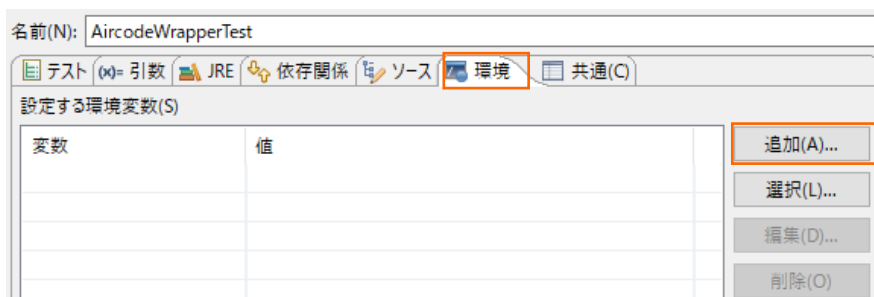 名前(N): AircodeWrapperTest
テスト (x)= 引数 JRE 依存関係 ソース 環境 共通(C)
設定する環境変数(S)
変数 値 追加(A)...
選択(L)...
編集(D)...
削除(O)